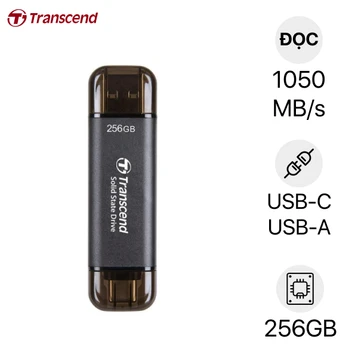 Transcend
ĐỌC
1050
MB/s
USB-C
USB-A
256GB
256GB
Transcend
Solid State Drive